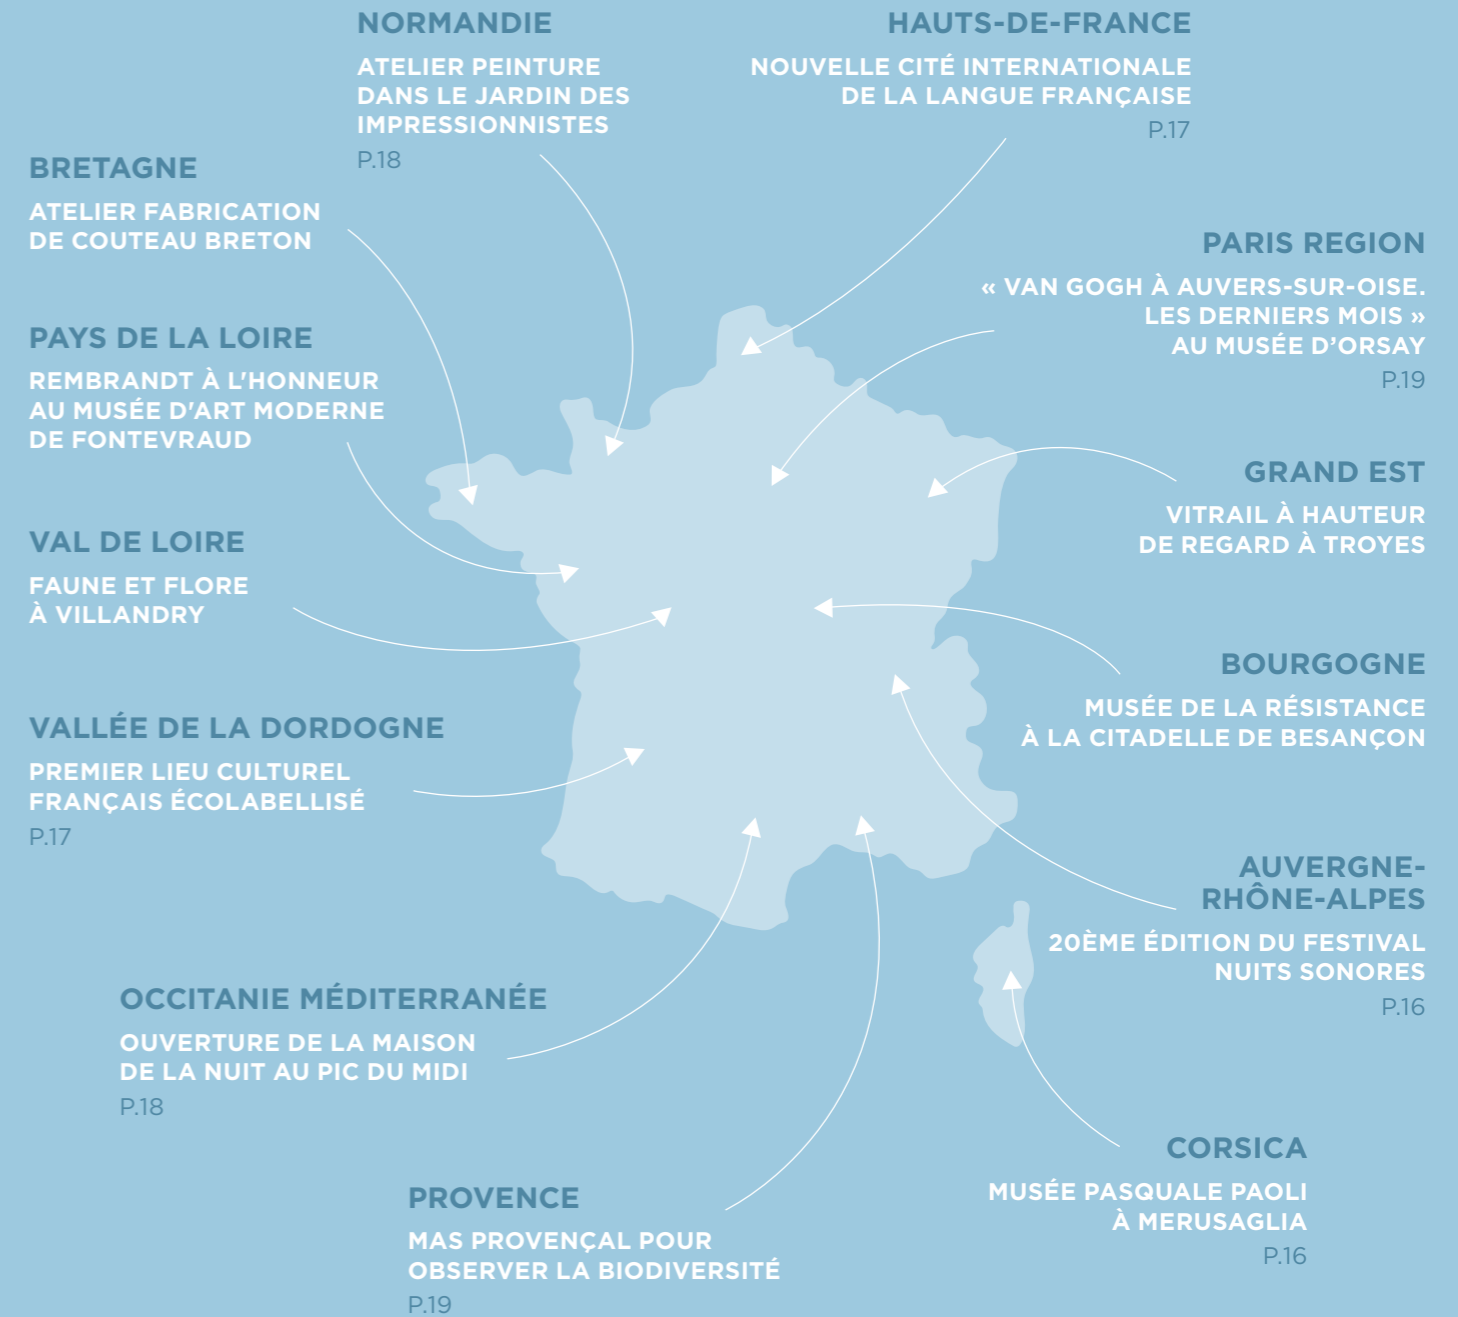 NORMANDIE
ATELIER PEINTURE
DANS LE JARDIN DES
IMPRESSIONNISTES
P.18
HAUTS-DE-FRANCE
NOUVELLE CITÉ INTERNATIONALE
DE LA LANGUE FRANÇAISE
P.17
BRETAGNE
ATELIER FABRICATION
DE COUTEAU BRETON
PARIS REGION
« VAN GOGH À AUVERS-SUR-OISE.
LES DERNIERS MOIS »
AU MUSÉE D’ORSAY
P.19
PAYS DE LA LOIRE
REMBRANDT À L'HONNEUR
AU MUSÉE D'ART MODERNE
DE FONTEVRAUD
GRAND EST
VITRAIL À HAUTEUR
DE REGARD À TROYES
VAL DE LOIRE
FAUNE ET FLORE
À VILLANDRY
BOURGOGNE
MUSÉE DE LA RÉSISTANCE
À LA CITADELLE DE BESANÇON
VALLÉE DE LA DORDOGNE
PREMIER LIEU CULTUREL
FRANÇAIS ÉCOLABELLISÉ
P.17
AUVERGNE-
RHÔNE-ALPES
20ÈME ÉDITION DU FESTIVAL
NUITS SONORES
P.16
OCCITANIE MÉDITERRANÉE
OUVERTURE DE LA MAISON
DE LA NUIT AU PIC DU MIDI
P.18
CORSICA
MUSÉE PASQUALE PAOLI
À MERUSAGLIA
P.16
PROVENCE
MAS PROVENÇAL POUR
OBSERVER LA BIODIVERSITÉ
P.19